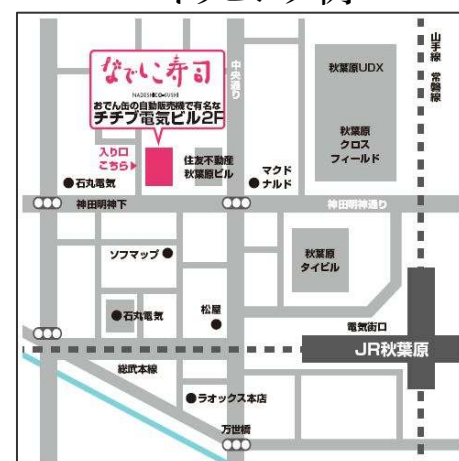 なでしこ寿司
NADESHICO-SUSHI
おでん缶の自動販売機で有名な
チチブ電気ビル2F
入り口
こちら▶
石丸電気
住友不動産
秋葉原ビル
中央通り
マクド
ナルド
秋葉原UDX
秋葉原
クロス
フィールド
山手線 常磐線
神田明神下
神田明神通り
ソフマップ
秋葉原
タイビル
石丸電気
松屋
電気街口
JR秋葉原
総武本線
ラオックス本店
万世橋